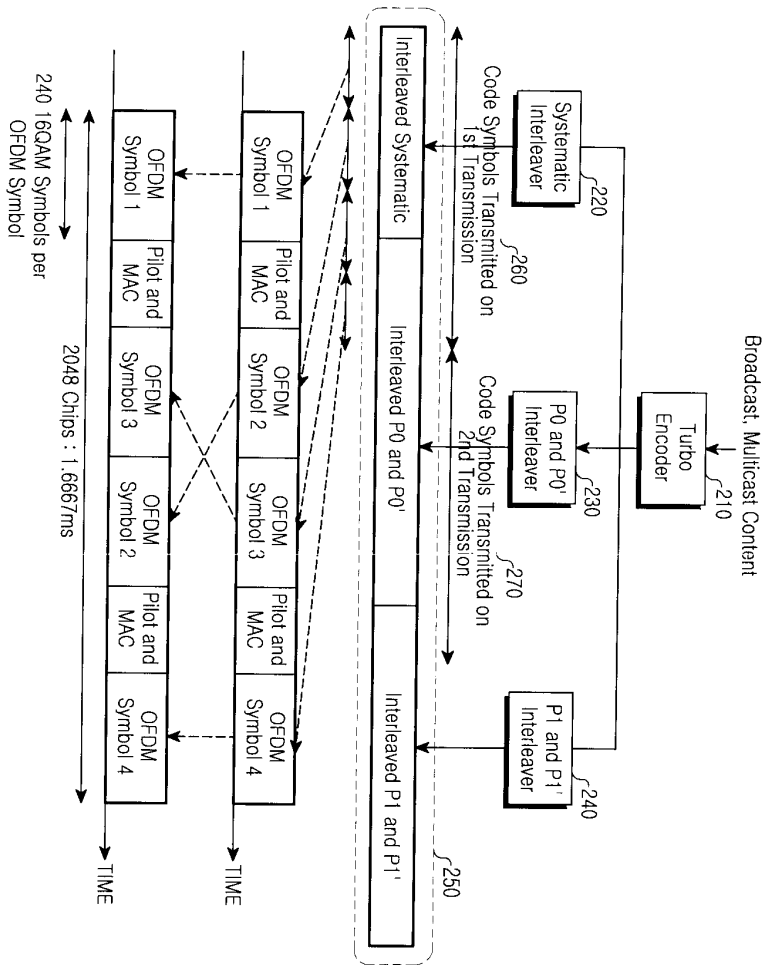 Broadcast, Multicast Content
Turbo
Encoder
210
Systematic
Interleaver
220
P0 and P0'
Interleaver
230
P1 and P1'
Interleaver
240
Code Symbols Transmitted on
1st Transmission
260
Code Symbols Transmitted on
2nd Transmission
270
250
Interleaved Systematic
Interleaved P0 and P0'
Interleaved P1 and P1'
OFDM
Symbol 1
Pilot and
MAC
OFDM
Symbol 2
OFDM
Symbol 3
Pilot and
MAC
OFDM
Symbol 4
TIME
OFDM
Symbol 1
Pilot and
MAC
OFDM
Symbol 3
OFDM
Symbol 2
Pilot and
MAC
OFDM
Symbol 4
TIME
2048 Chips : 1.6667ms
240 16QAM Symbols per
OFDM Symbol